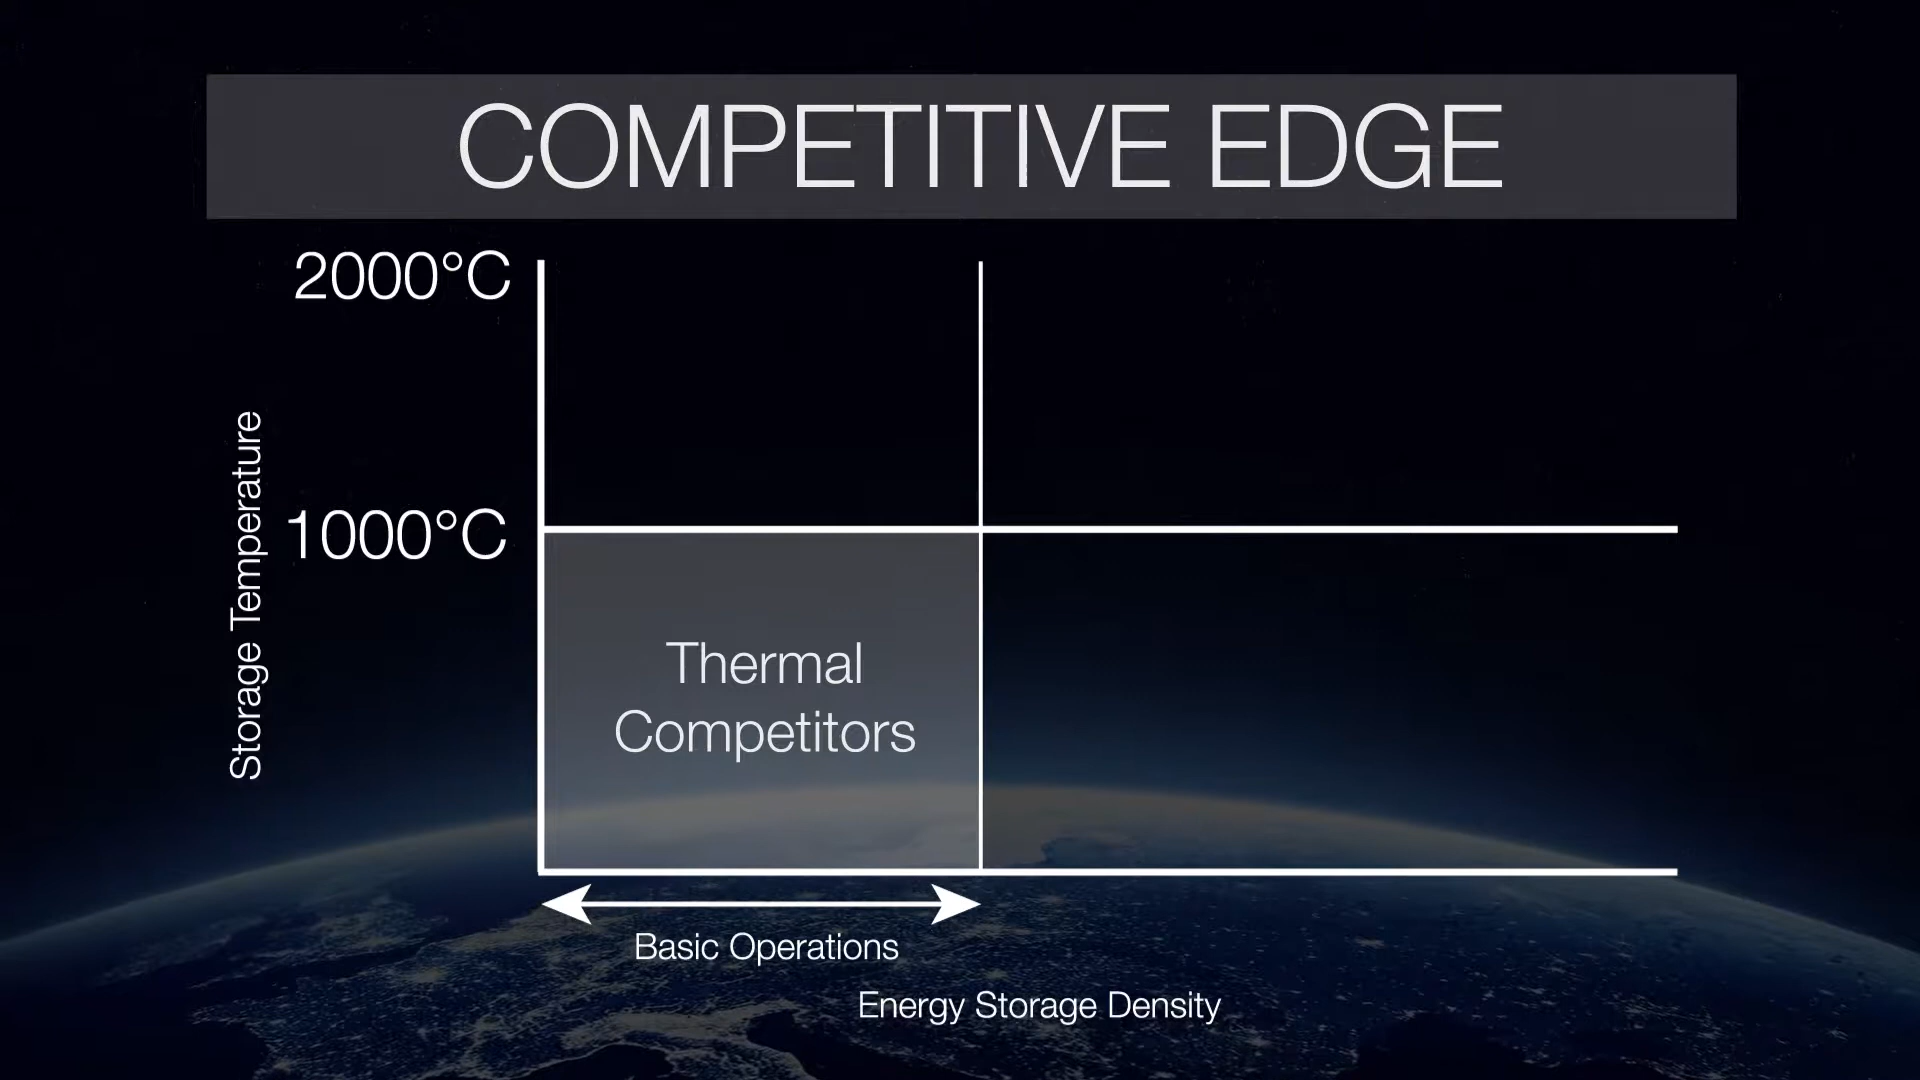 COMPETITIVE EDGE
2000°C
1000°C
Storage Temperature
Thermal
Competitors
Basic Operations
Energy Storage Density